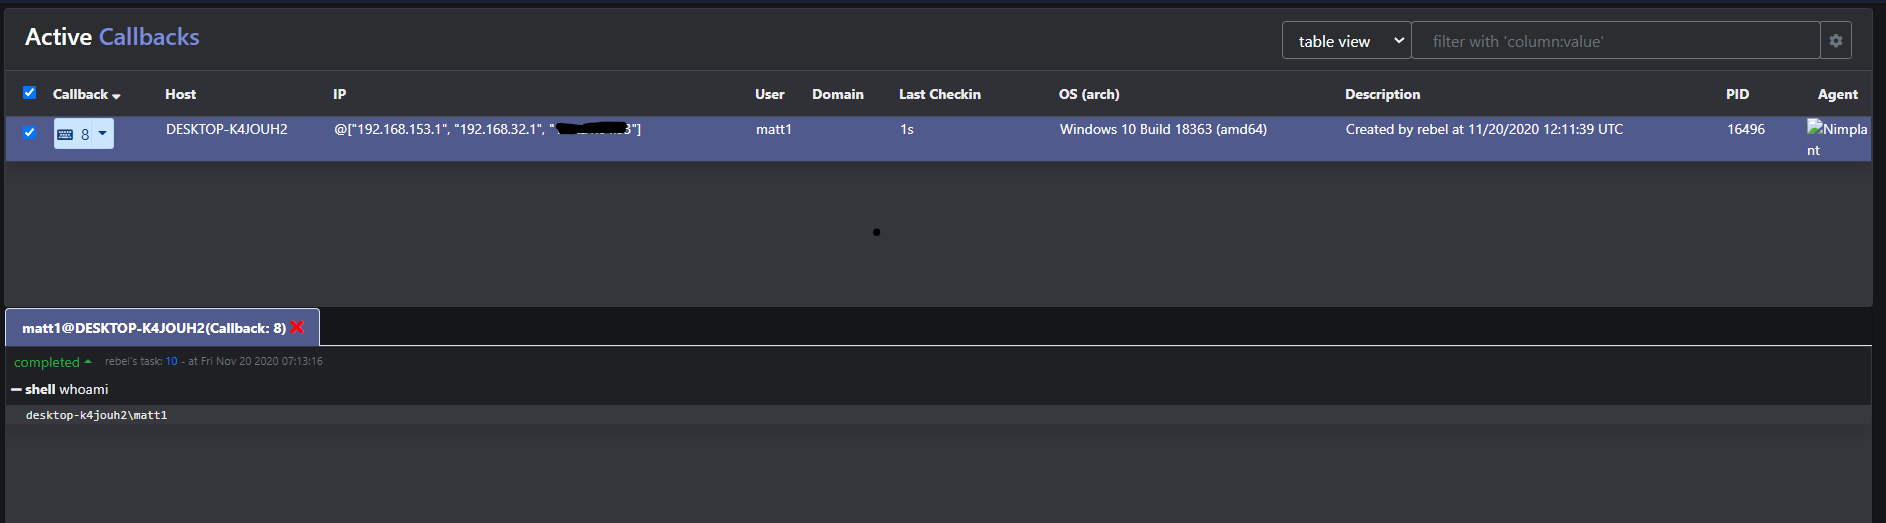 Active Callbacks
table view
filter with 'column:value'
Callback Host IP User Domain Last Checkin OS (arch) Description PID Agent
8 DESKTOP-K4JOUH2 @["192.168.153.1", "192.168.32.1", " 3"] matt1 1s Windows 10 Build 18363 (amd64) Created by rebel at 11/20/2020 12:11:39 UTC 16496 Nimpla
nt
matt1@DESKTOP-K4JOUH2(Callback: 8)
completed rebel's task: 10 - at Fri Nov 20 2020 07:13:16
shell whoami
desktop-k4jouh2\matt1